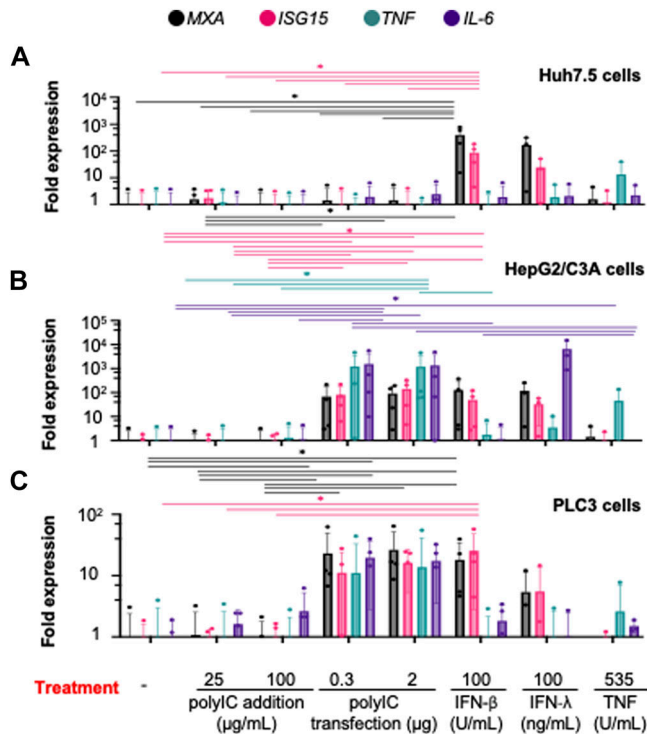 MXA ISG15 TNF IL-6
A
Huh7.5 cells
Fold expression
10⁴
10³
10²
10
1
B
HepG2/C3A cells
Fold expression
10⁵
10⁴
10³
10²
10
1
C
PLC3 cells
Fold expression
10²
10
1
Treatment - 25 100 0.3 2 100 100 535
polyIC addition polyIC IFN-β IFN-λ TNF
(µg/mL) transfection (µg) (U/mL) (ng/mL) (U/mL)